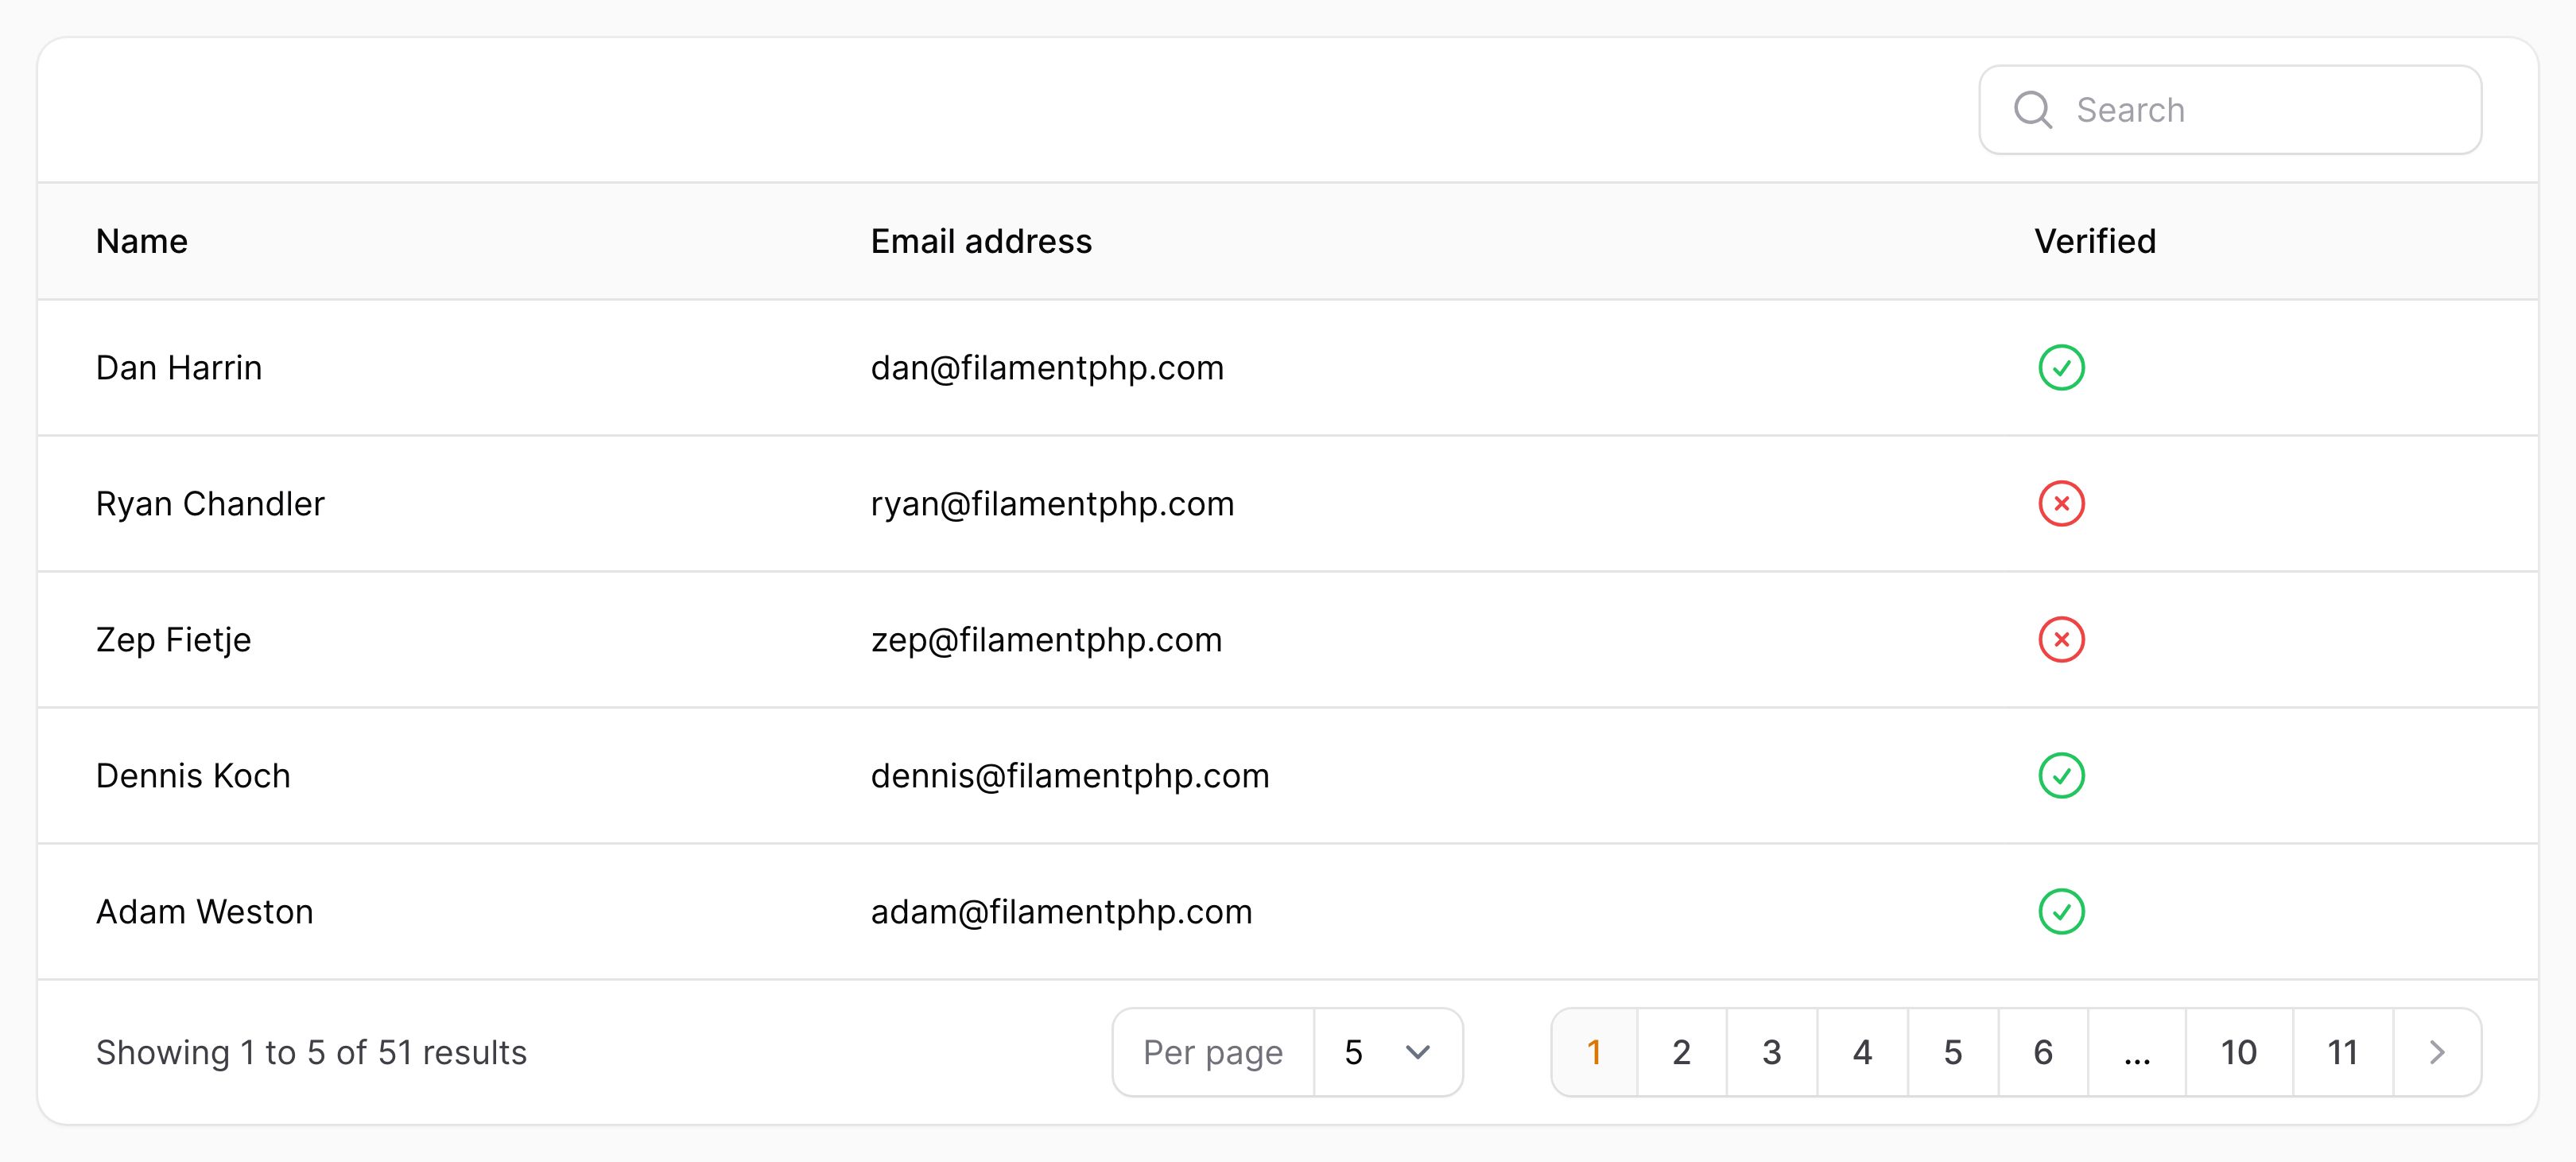 Search
Name Email address Verified
Dan Harrin dan@filamentphp.com
Ryan Chandler ryan@filamentphp.com
Zep Fietje zep@filamentphp.com
Dennis Koch dennis@filamentphp.com
Adam Weston adam@filamentphp.com
Showing 1 to 5 of 51 results Per page 5 1 2 3 4 5 6 ... 10 11